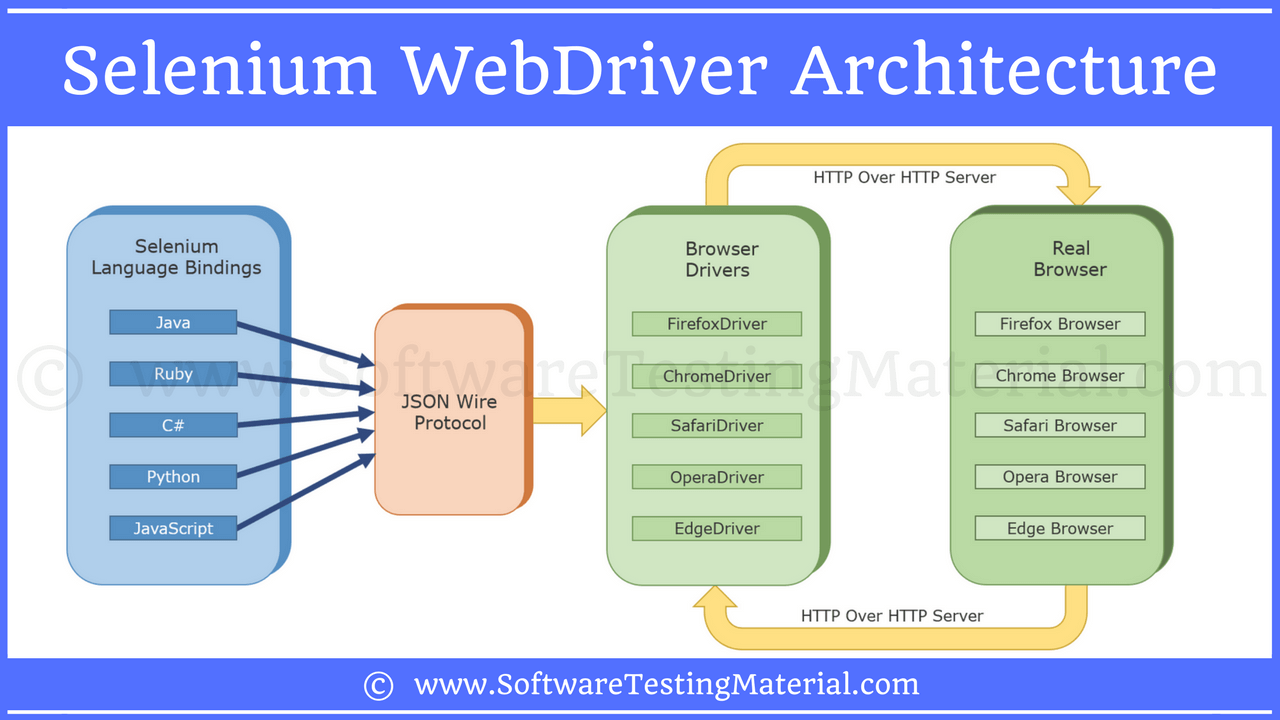 Selenium WebDriver Architecture
HTTP Over HTTP Server
Selenium
Language Bindings
Java
Ruby
C#
Python
JavaScript
JSON Wire
Protocol
Browser
Drivers
FirefoxDriver
ChromeDriver
SafariDriver
OperaDriver
EdgeDriver
Real
Browser
Firefox Browser
Chrome Browser
Safari Browser
Opera Browser
Edge Browser
HTTP Over HTTP Server
© www.SoftwareTestingMaterial.com
© www.SoftwareTestingMaterial.com